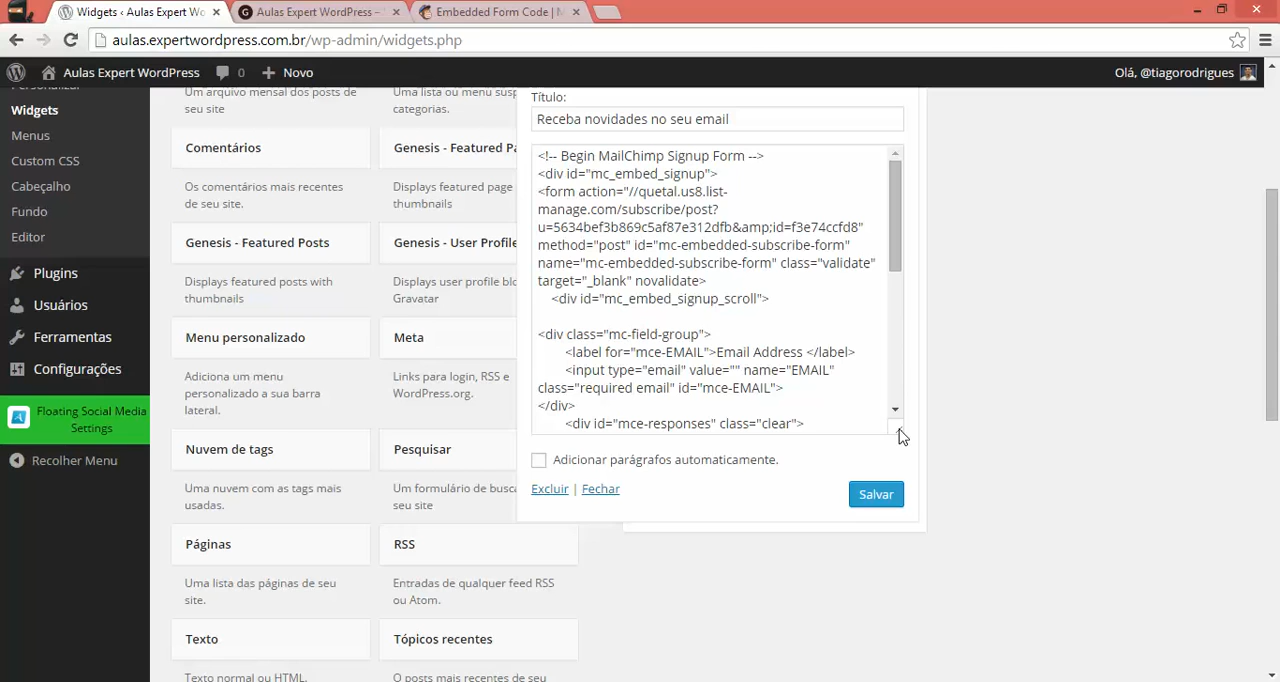 Widgets ‹ Aulas Expert Wo
Aulas Expert WordPress –
Embedded Form Code | M
aulas.expertwordpress.com.br/wp-admin/widgets.php
Aulas Expert WordPress
0
Novo
Olá, @tiagorodrigues
Personalizar
Widgets
Menus
Custom CSS
Cabeçalho
Fundo
Editor
Plugins
Usuários
Ferramentas
Configurações
Floating Social Media
Settings
Recolher Menu
Um arquivo mensal dos posts de
seu site
Comentários
Os comentários mais recentes
de seu site.
Genesis - Featured Posts
Displays featured posts with
thumbnails
Menu personalizado
Adiciona um menu
personalizado a sua barra
lateral.
Nuvem de tags
Uma nuvem com as tags mais
usadas.
Páginas
Uma lista das páginas de seu
site.
Texto
Texto normal ou HTML.
Uma lista ou menu susp
categorias.
Genesis - Featured Pa
Displays featured page
thumbnails
Genesis - User Profile
Displays user profile blo
Gravatar
Meta
Links para login, RSS e
WordPress.org.
Pesquisar
Um formulário de busca
seu site
RSS
Entradas de qualquer feed RSS
ou Atom.
Tópicos recentes
O posts mais recentes de seu
Título:
Receba novidades no seu email
<!-- Begin MailChimp Signup Form -->
<div id="mc_embed_signup">
<form action="//quetal.us8.list-
manage.com/subscribe/post?
u=5634bef3b869c5af87e312dfb&amp;id=f3e74ccfd8"
method="post" id="mc-embedded-subscribe-form"
name="mc-embedded-subscribe-form" class="validate"
target="_blank" novalidate>
<div id="mc_embed_signup_scroll">
<div class="mc-field-group">
<label for="mce-EMAIL">Email Address </label>
<input type="email" value="" name="EMAIL"
class="required email" id="mce-EMAIL">
</div>
<div id="mce-responses" class="clear">
Adicionar parágrafos automaticamente.
Excluir | Fechar
Salvar